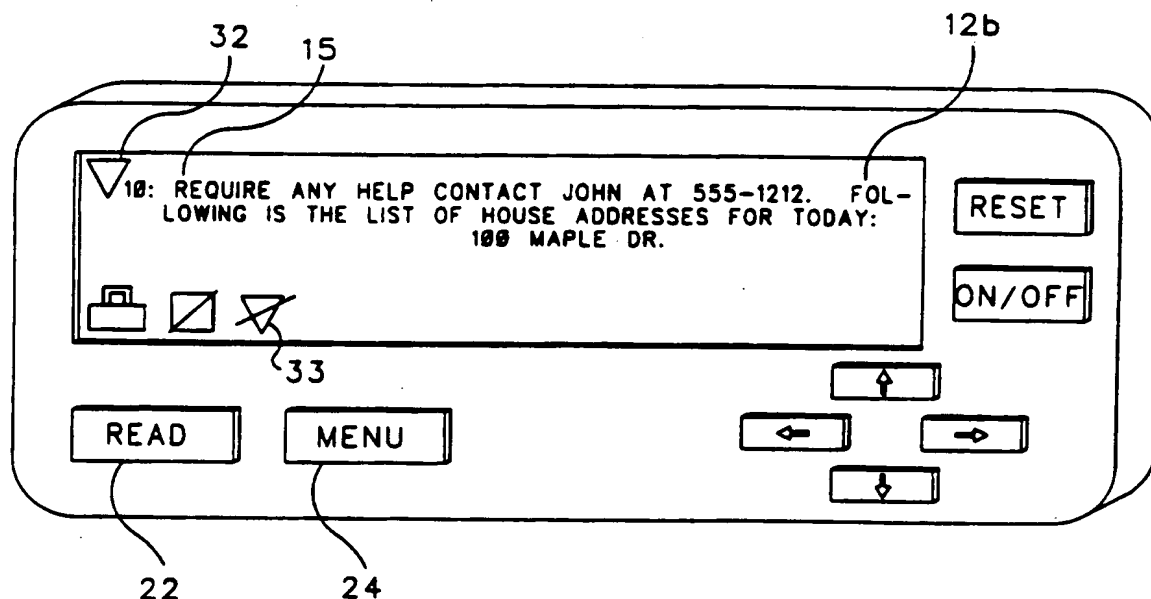 32
15
12b
10: REQUIRE ANY HELP CONTACT JOHN AT 555-1212. FOL-
LOWING IS THE LIST OF HOUSE ADDRESSES FOR TODAY:
100 MAPLE DR.
RESET
ON/OFF
33
READ
MENU
22
24